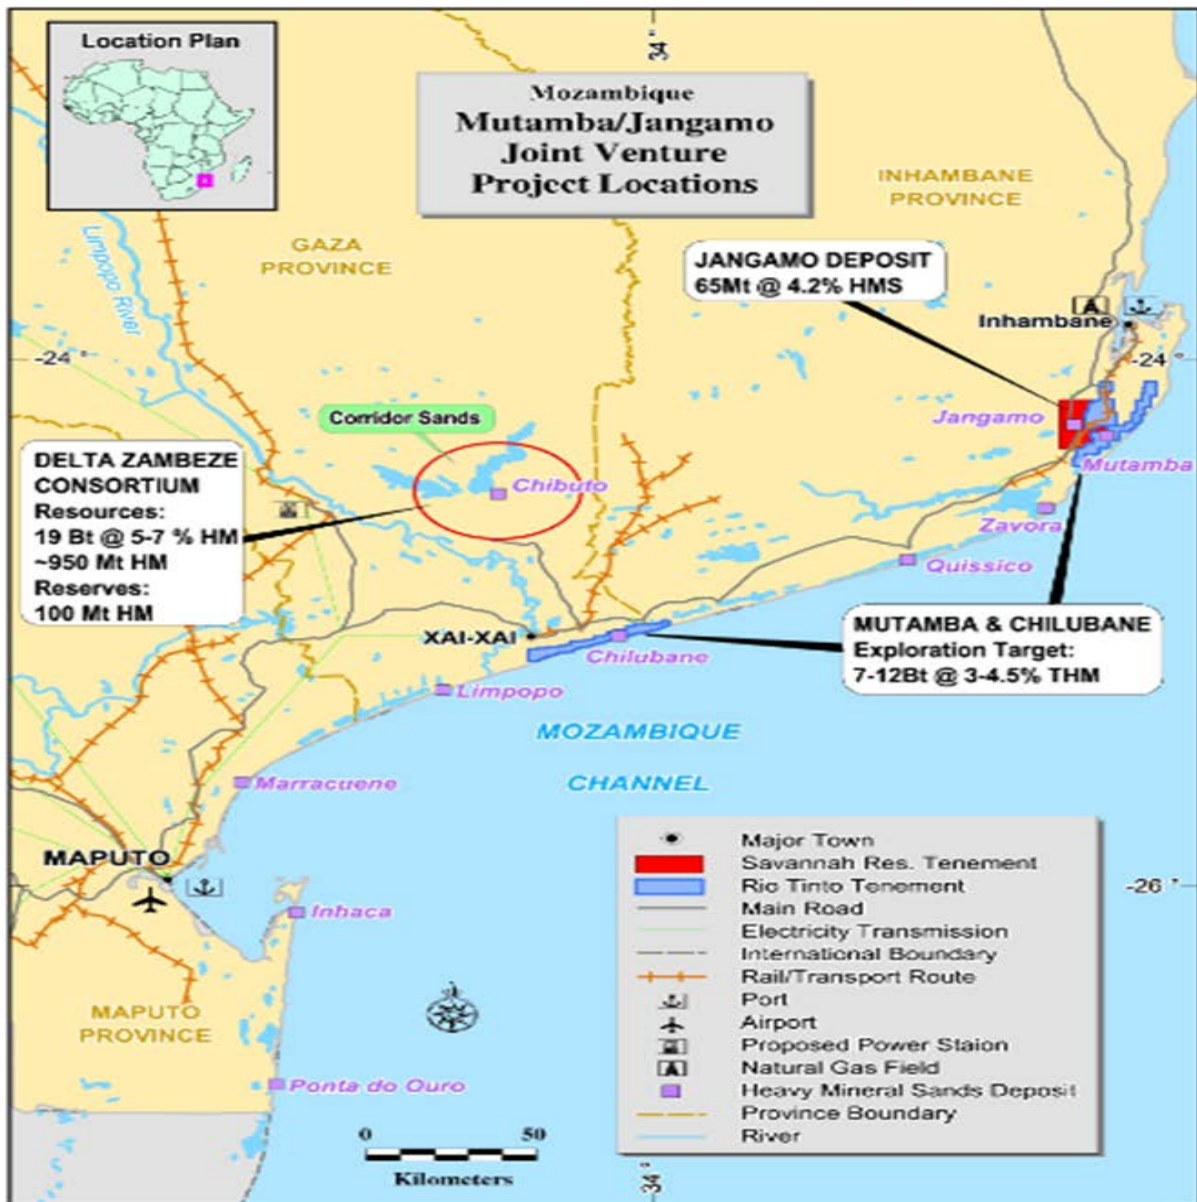 Location Plan
34°
Mozambique
Mutamba/Jangamo
Joint Venture
Project Locations
INHAMBANE
PROVINCE
GAZA
PROVINCE
Limpopo River
JANGAMO DEPOSIT
65Mt @ 4.2% HMS
A
Inhambane
-24 °
-24 °
Corridor Sands
Jangamo
DELTA ZAMBEZE
CONSORTIUM
Resources:
19 Bt @ 5-7 % HM
~950 Mt HM
Reserves:
100 Mt HM
Chibuto
Mutamba
Zavora
Quissico
MUTAMBA & CHILUBANE
Exploration Target:
7-12Bt @ 3-4.5% THM
XAI-XAI
Chilubane
Limpopo
MOZAMBIQUE
CHANNEL
Marracuene
MAPUTO
Inhaca
-26 °
MAPUTO
PROVINCE
Ponta do Ouro
Major Town
Savannah Res. Tenement
Rio Tinto Tenement
Main Road
Electricity Transmission
International Boundary
Rail/Transport Route
Port
Airport
Proposed Power Staion
A Natural Gas Field
Heavy Mineral Sands Deposit
Province Boundary
River
0 50
Kilometers
34°